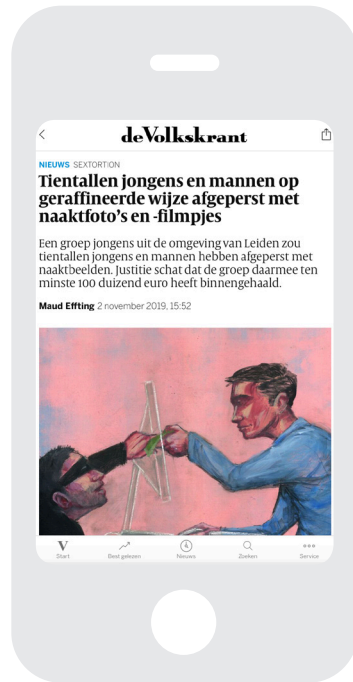 deVolkskrant
NIEUWS SEXTORTION
Tientallen jongens en mannen op
geraffineerde wijze afgeperst met
naaktfoto's en -filmpjes
Een groep jongens uit de omgeving van Leiden zou
tientallen jongens en mannen hebben afgeperst met
naaktbeelden. Justitie schat dat de groep daarmee ten
minste 100 duizend euro heeft binnengehaald.
Maud Effting 2 november 2019, 15:52
V
Start Best gelezen Nieuws Zoeken Service